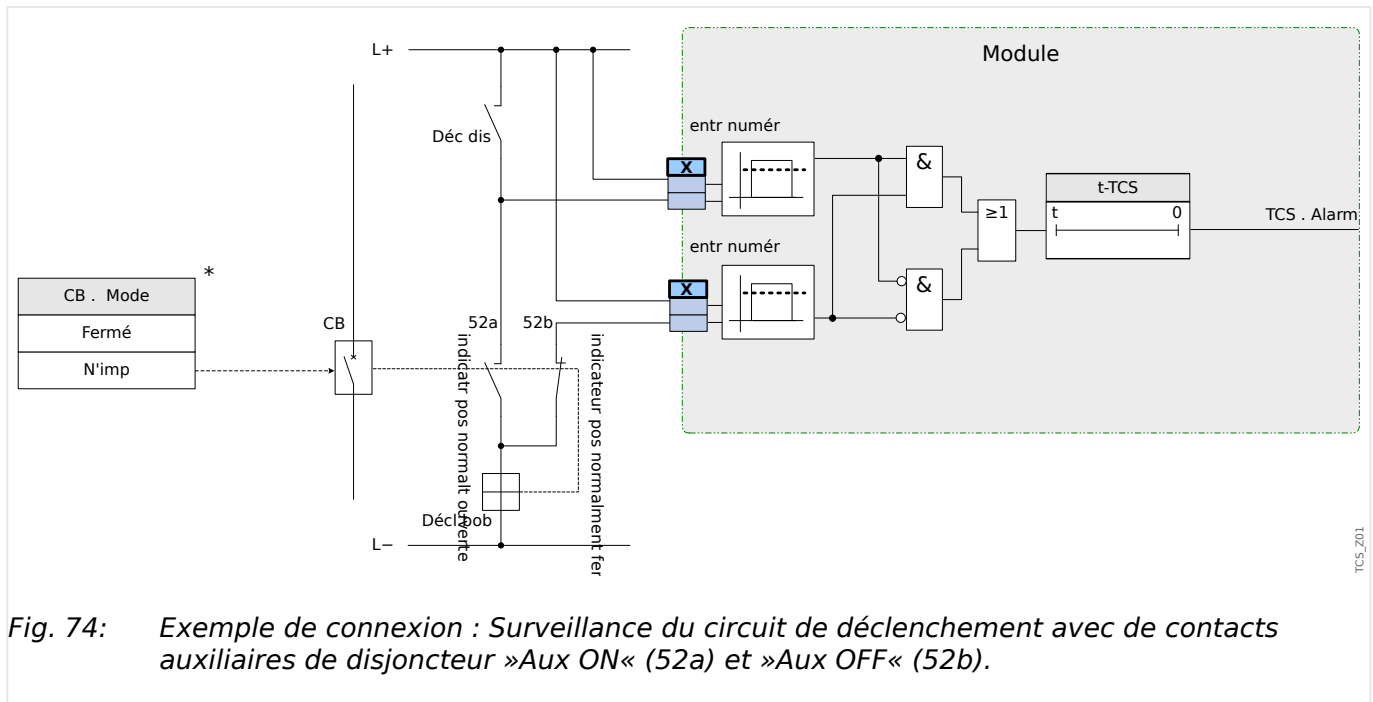 L+
Module
entr numér
Déc dis
X
&
t-TCS
t 0
≥1
TCS . Alarm
entr numér
*
X
&
CB . Mode
Fermé
N'imp
CB
52a
52b
indicatr pos normalt ouverte
indicateur pos normalment fer
Décl bob
L−
TCS_Z01
Fig. 74: Exemple de connexion : Surveillance du circuit de déclenchement avec de contacts
auxiliaires de disjoncteur »Aux ON« (52a) et »Aux OFF« (52b).